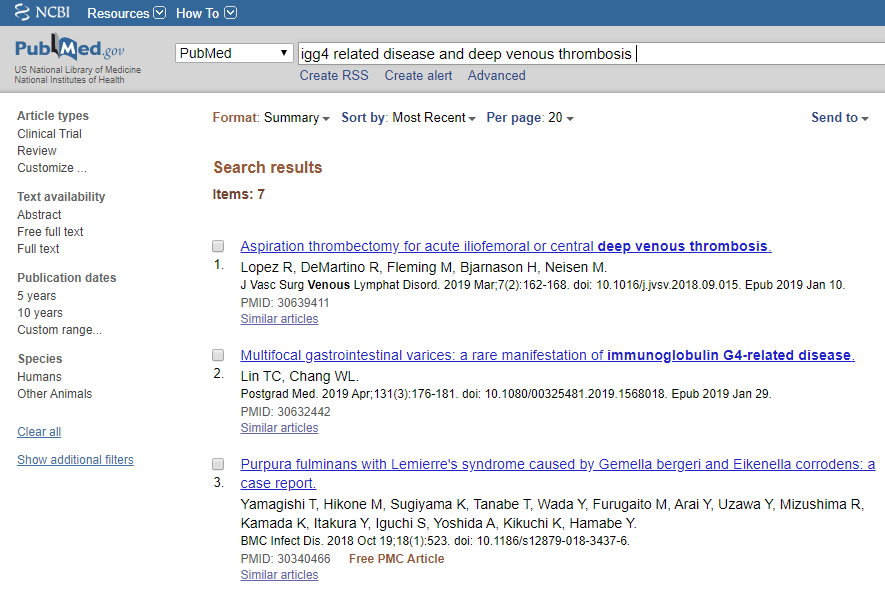 NCBI Resources How To
PubMed.gov
US National Library of Medicine
National Institutes of Health
PubMed igg4 related disease and deep venous thrombosis
Create RSS Create alert Advanced
Article types
Clinical Trial
Review
Customize ...
Text availability
Abstract
Free full text
Full text
Publication dates
5 years
10 years
Custom range...
Species
Humans
Other Animals
Clear all
Show additional filters
Format: Summary Sort by: Most Recent Per page: 20 Send to
Search results
Items: 7
Aspiration thrombectomy for acute iliofemoral or central deep venous thrombosis.
1. Lopez R, DeMartino R, Fleming M, Bjarnason H, Neisen M.
J Vasc Surg Venous Lymphat Disord. 2019 Mar;7(2):162-168. doi: 10.1016/j.jvsv.2018.09.015. Epub 2019 Jan 10.
PMID: 30639411
Similar articles
Multifocal gastrointestinal varices: a rare manifestation of immunoglobulin G4-related disease.
2. Lin TC, Chang WL.
Postgrad Med. 2019 Apr;131(3):176-181. doi: 10.1080/00325481.2019.1568018. Epub 2019 Jan 29.
PMID: 30632442
Similar articles
Purpura fulminans with Lemierre's syndrome caused by Gemella bergeri and Eikenella corrodens: a
3. case report.
Yamagishi T, Hikone M, Sugiyama K, Tanabe T, Wada Y, Furugaito M, Arai Y, Uzawa Y, Mizushima R,
Kamada K, Itakura Y, Iguchi S, Yoshida A, Kikuchi K, Hamabe Y.
BMC Infect Dis. 2018 Oct 19;18(1):523. doi: 10.1186/s12879-018-3437-6.
PMID: 30340466 Free PMC Article
Similar articles